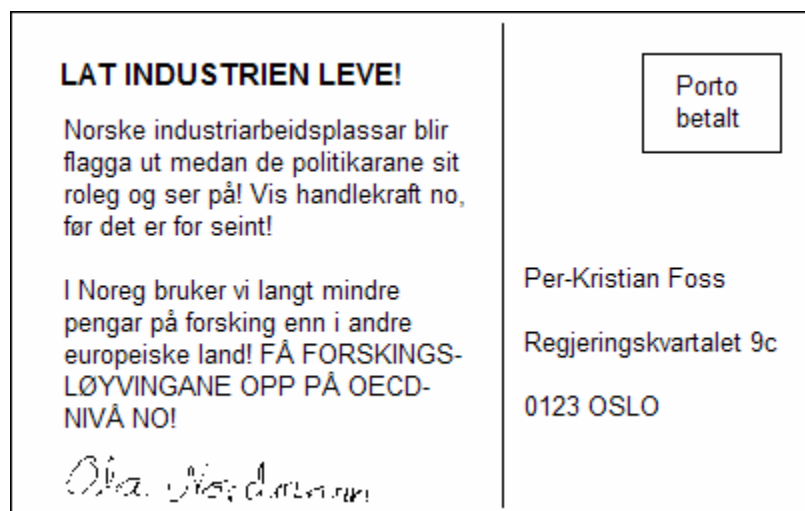 LAT INDUSTRIEN LEVE!
Norske industriarbeidsplassar blir
flagga ut medan de politikarane sit
roleg og ser på! Vis handlekraft no,
før det er for seint!
I Noreg bruker vi langt mindre
pengar på forsking enn i andre
europeiske land! FÅ FORSKINGS-
LØYVINGANE OPP PÅ OECD-
NIVÅ NO!
Ola Nordmann
Porto
betalt
Per-Kristian Foss
Regjeringskvartalet 9c
0123 OSLO